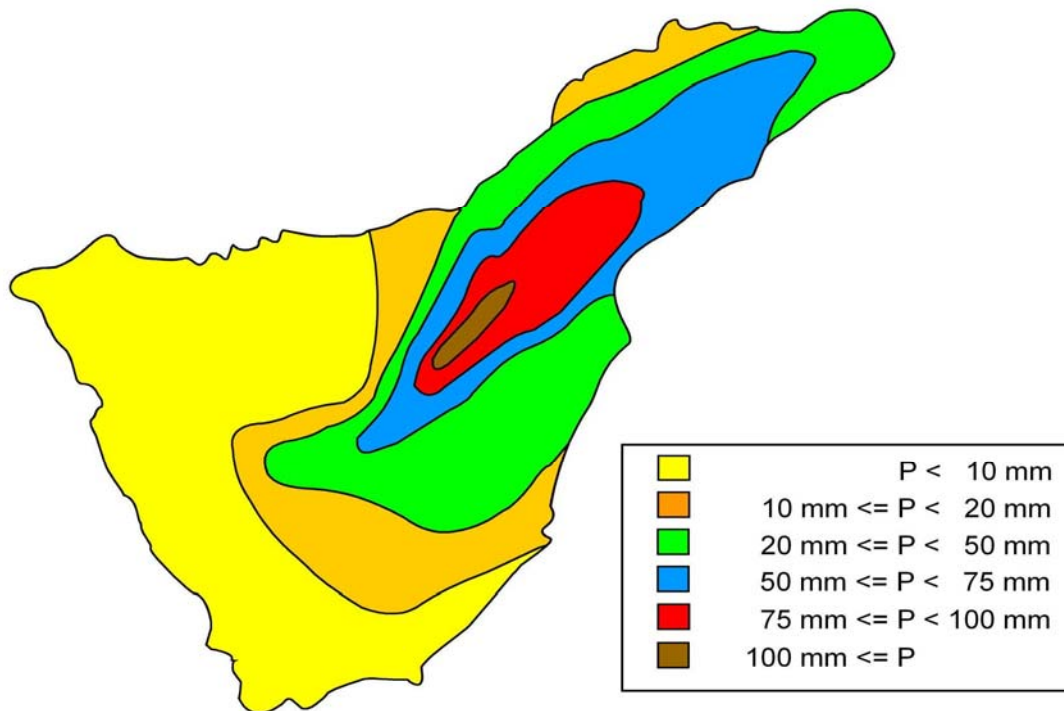 P < 10 mm
10 mm <= P < 20 mm
20 mm <= P < 50 mm
50 mm <= P < 75 mm
75 mm <= P < 100 mm
100 mm <= P